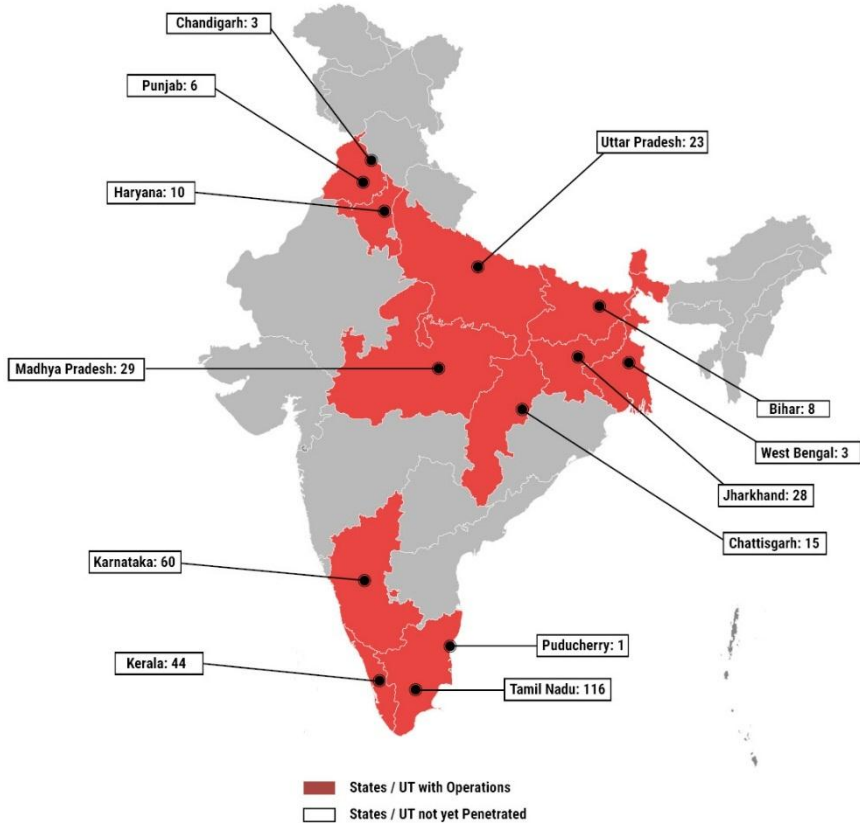 Chandigarh: 3
Punjab: 6
Uttar Pradesh: 23
Haryana: 10
Madhya Pradesh: 29
Bihar: 8
West Bengal: 3
Jharkhand: 28
Chattisgarh: 15
Karnataka: 60
Puducherry: 1
Kerala: 44
Tamil Nadu: 116
States / UT with Operations
States / UT not yet Penetrated